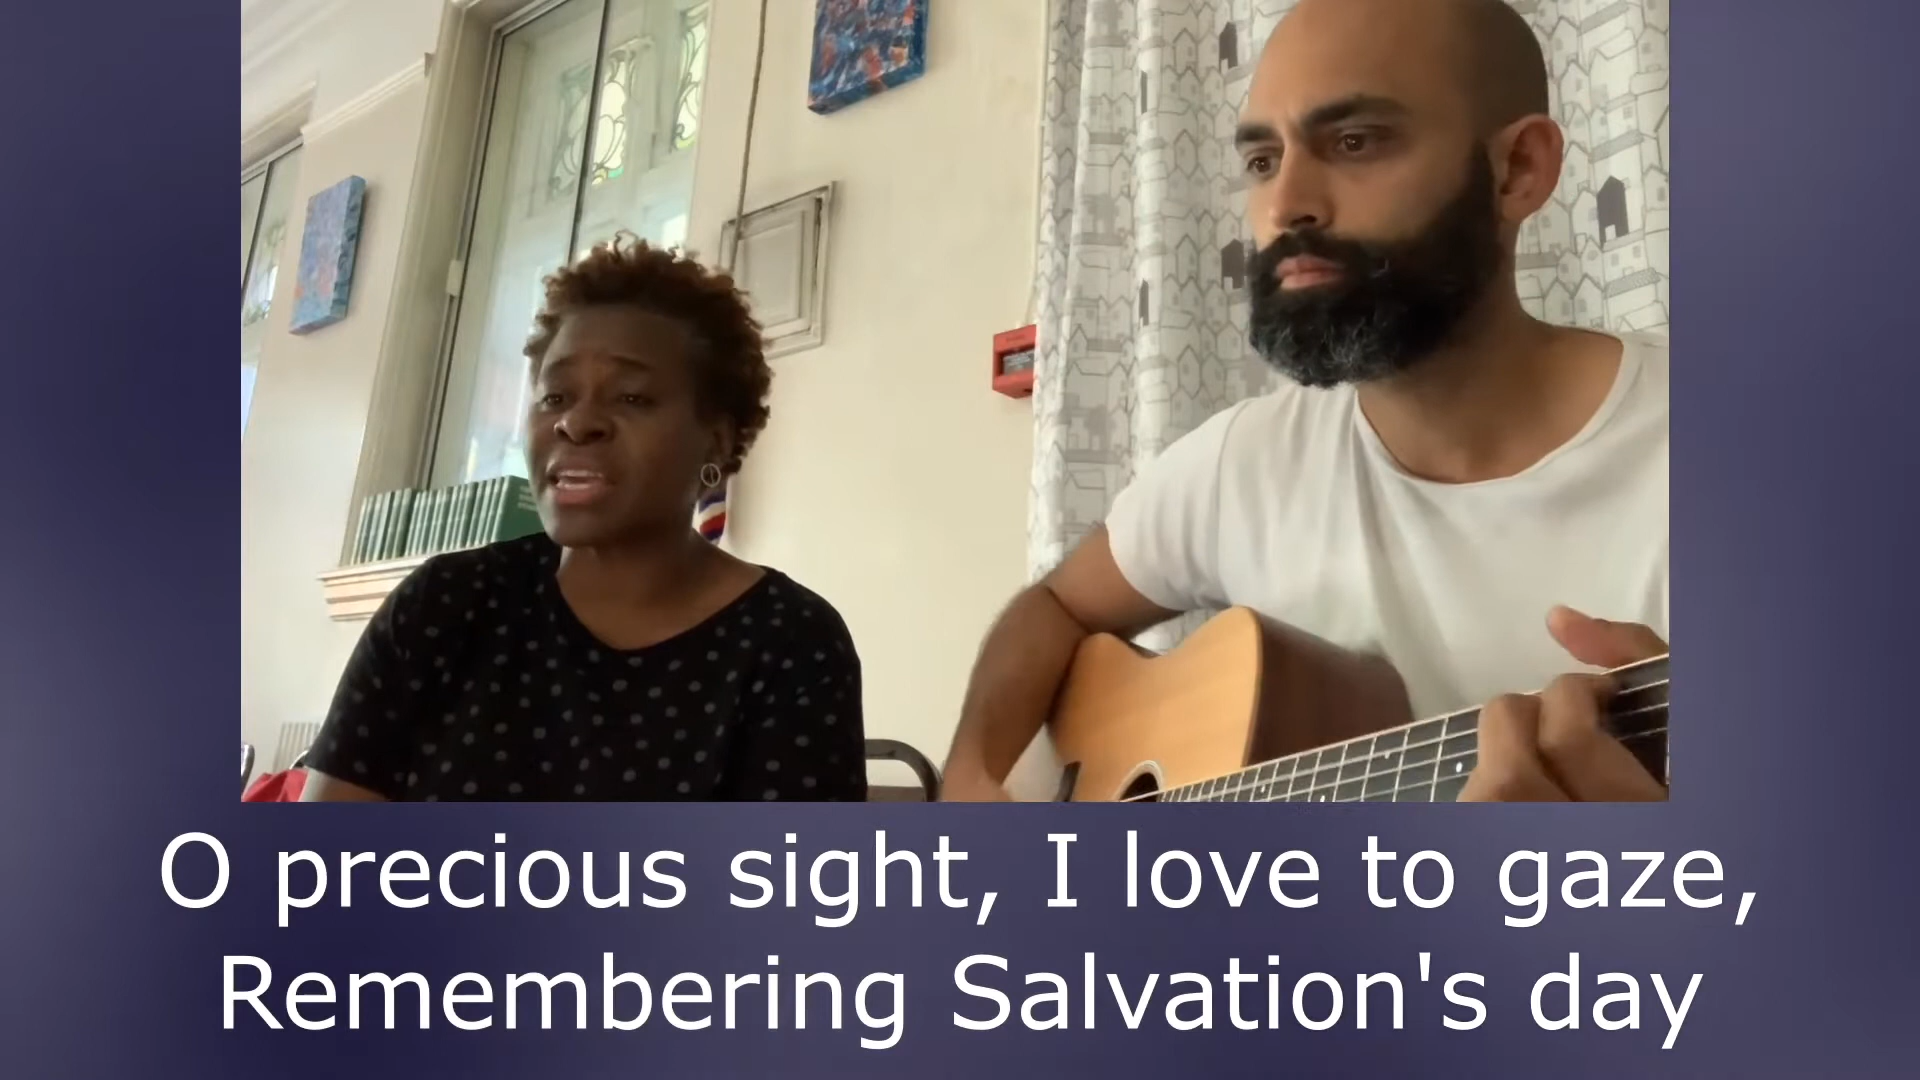 O precious sight, I love to gaze,
Remembering Salvation's day